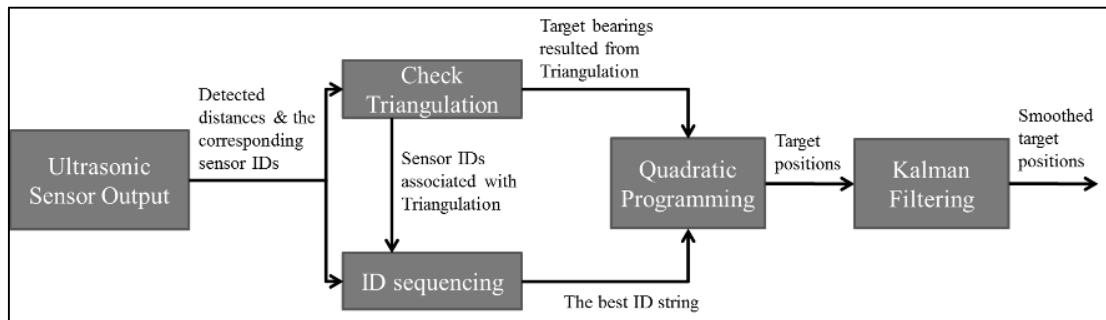 Ultrasonic
Sensor Output
Detected
distances & the
corresponding
sensor IDs
Check
Triangulation
Sensor IDs
associated with
Triangulation
ID sequencing
Target bearings
resulted from
Triangulation
The best ID string
Quadratic
Programming
Target
positions
Kalman
Filtering
Smoothed
target
positions